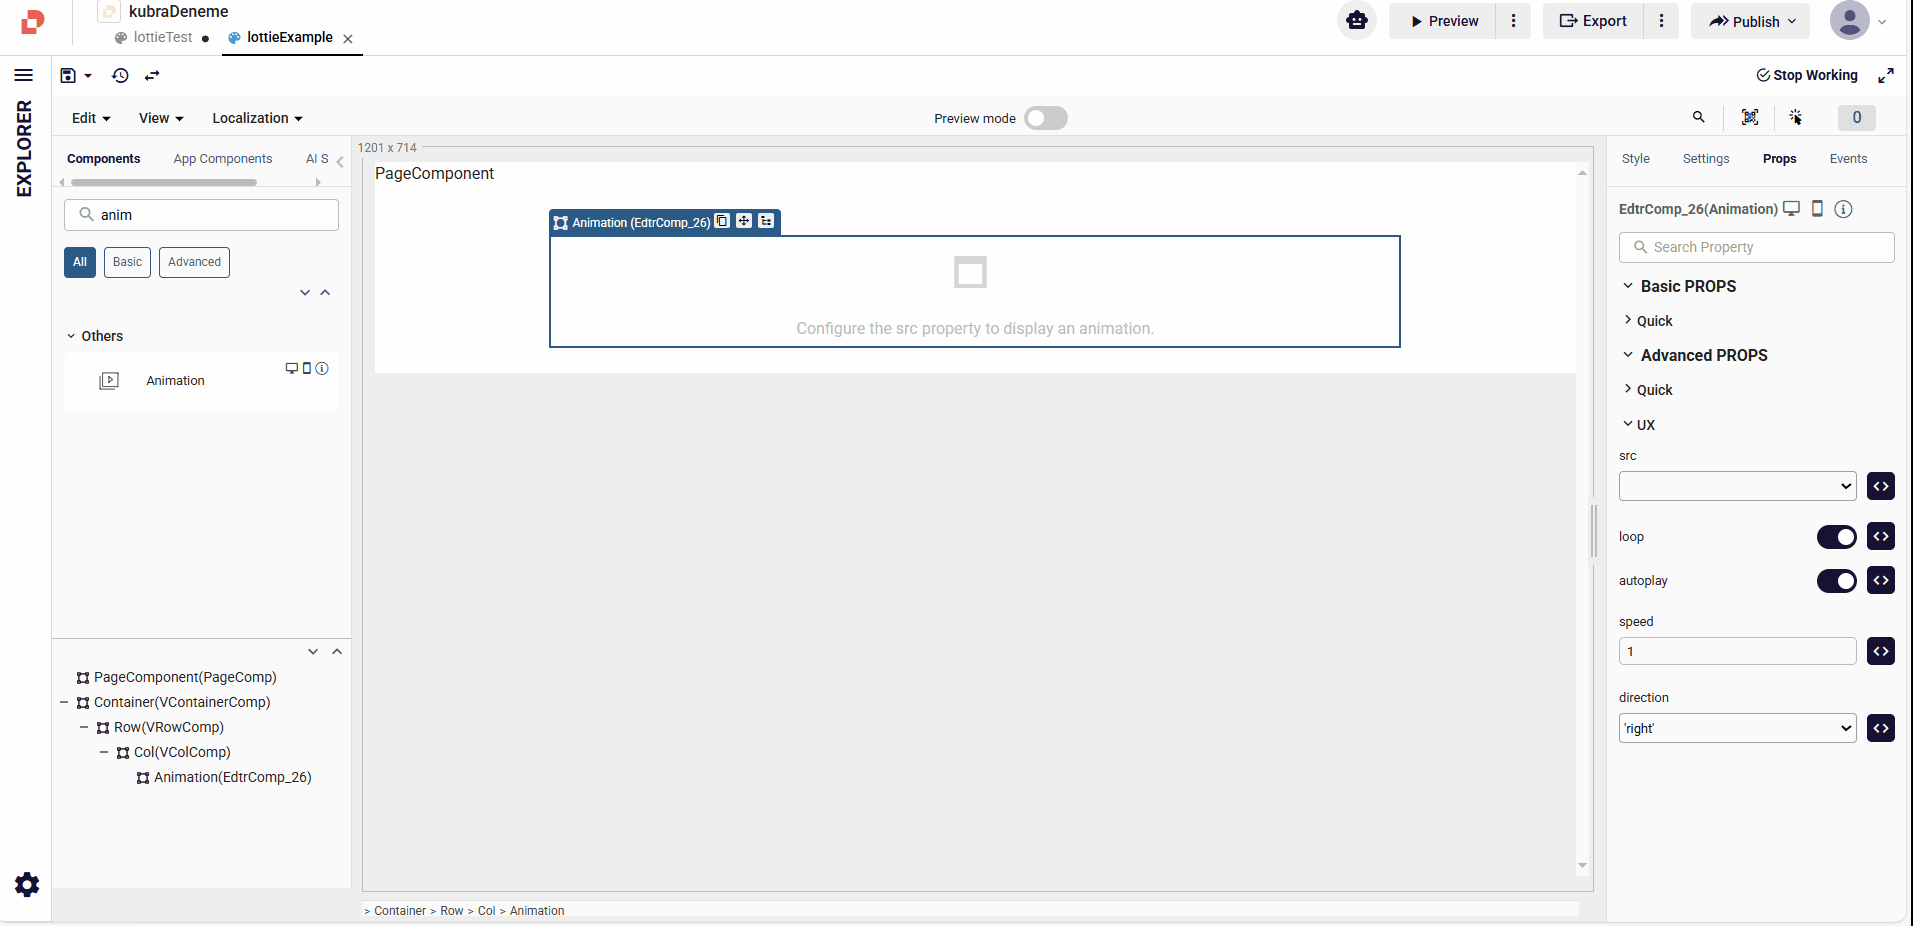 kubraDeneme
lottieTest
lottieExample
Preview
Export
Publish
Stop Working
EXPLORER
Edit
View
Localization
Preview mode
0
Components
App Components
AI S
anim
All
Basic
Advanced
Others
Animation
PageComponent(PageComp)
Container(VContainerComp)
Row(VRowComp)
Col(VColComp)
Animation(EdtrComp_26)
1201 x 714
PageComponent
Animation (EdtrComp_26)
Configure the src property to display an animation.
> Container > Row > Col > Animation
Style
Settings
Props
Events
EdtrComp_26(Animation)
Search Property
Basic PROPS
Quick
Advanced PROPS
Quick
UX
src
loop
autoplay
speed
1
direction
'right'